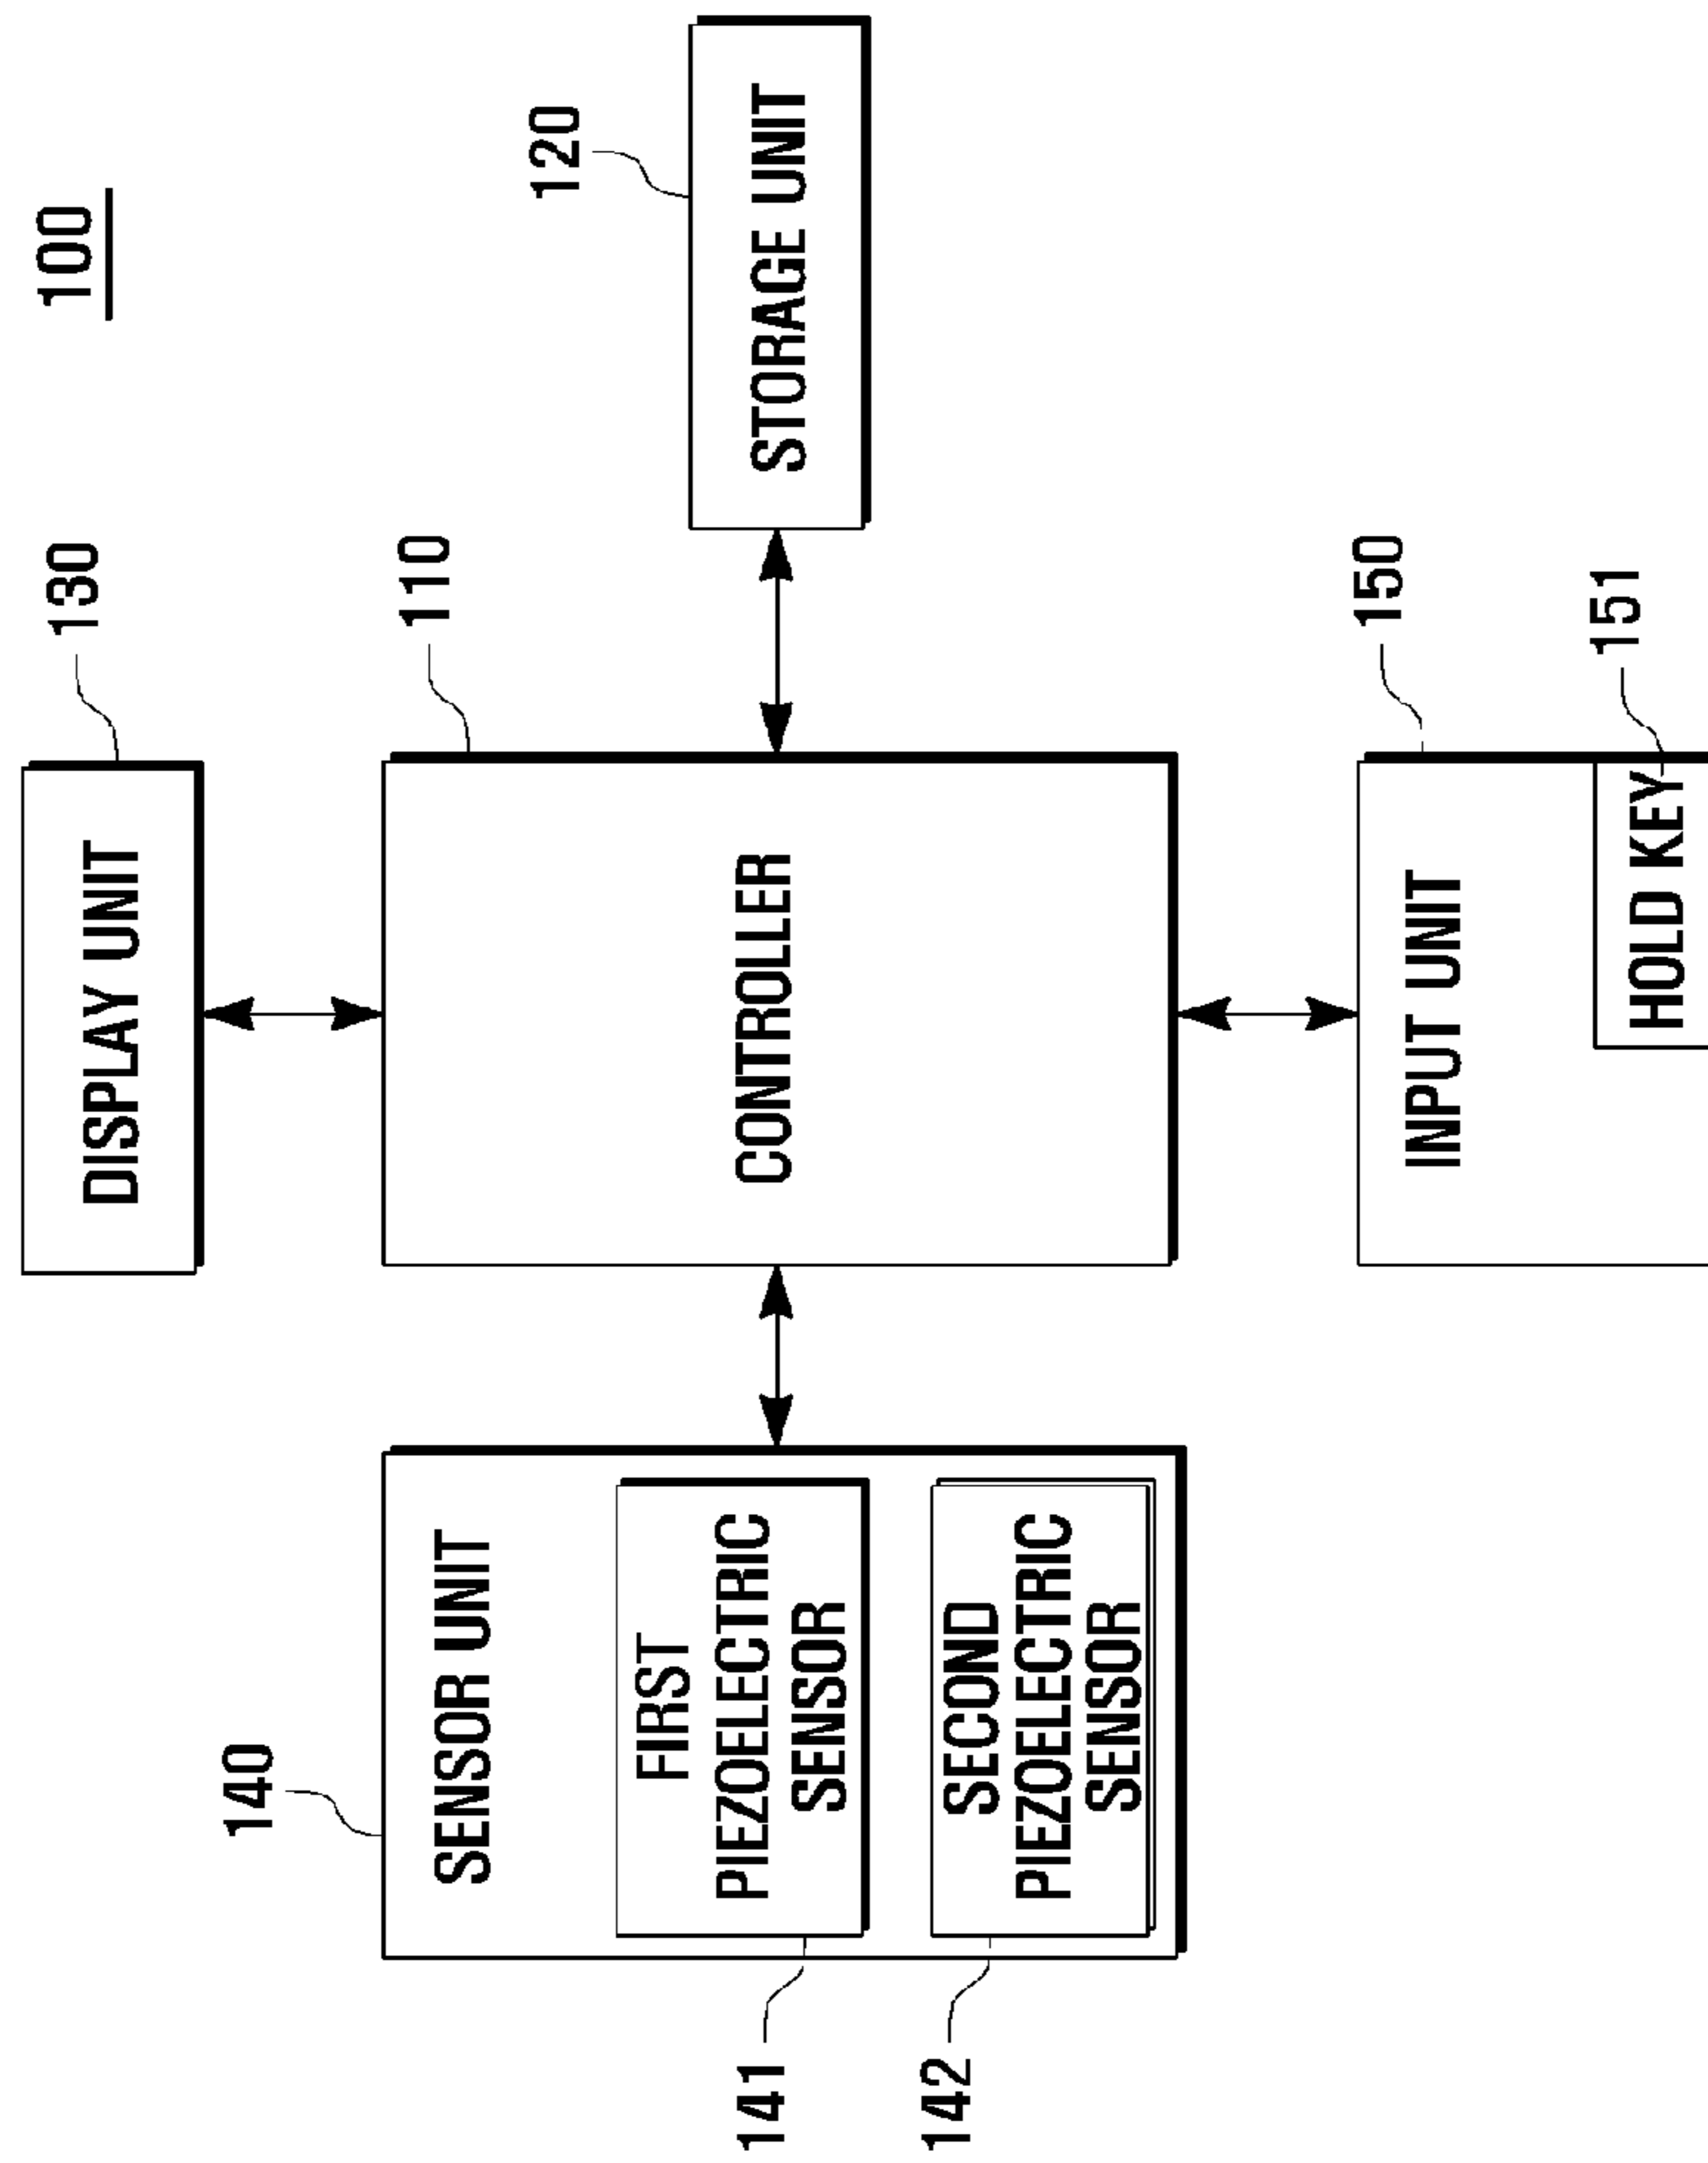 100
130
DISPLAY UNIT
140
110
120
SENSOR UNIT
CONTROLLER
STORAGE UNIT
141
FIRST
PIEZOELECTRIC
SENSOR
142
SECOND
PIEZOELECTRIC
SENSOR
150
INPUT UNIT
151
HOLD KEY